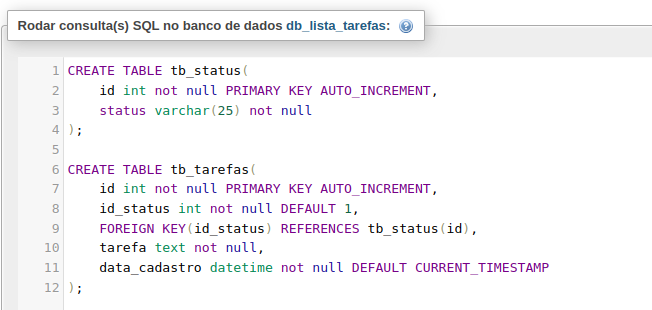 Rodar consulta(s) SQL no banco de dados db_lista_tarefas:
1 CREATE TABLE tb_status(
2 id int not null PRIMARY KEY AUTO_INCREMENT,
3 status varchar(25) not null
4 );
5
6 CREATE TABLE tb_tarefas(
7 id int not null PRIMARY KEY AUTO_INCREMENT,
8 id_status int not null DEFAULT 1,
9 FOREIGN KEY(id_status) REFERENCES tb_status(id),
10 tarefa text not null,
11 data_cadastro datetime not null DEFAULT CURRENT_TIMESTAMP
12 );